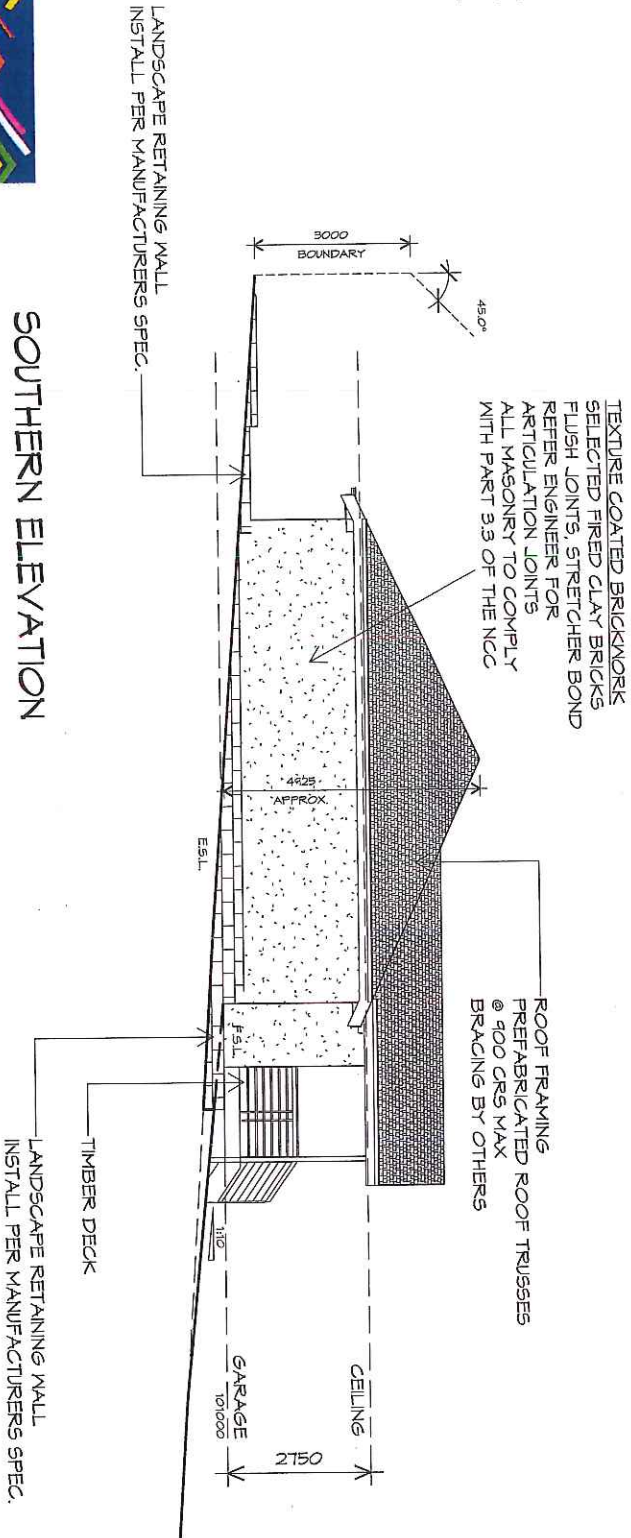 TEXTURE COATED BRICKWORK
SELECTED FIRED CLAY BRICKS
FLUSH JOINTS, STRETCHER BOND
REFER ENGINEER FOR
ARTICULATION JOINTS
ALL MASONRY TO COMPLY
WITH PART 3.3 OF THE NCC
ROOF FRAMING
PREFABRICATED ROOF TRUSSES
@ 900 CRS MAX
BRACING BY OTHERS
45.0°
3000
BOUNDARY
CEILING
2750
GARAGE
101000
4925
APPROX.
E.S.L.
F.S.L.
1:10
LANDSCAPE RETAINING WALL
INSTALL PER MANUFACTURERS SPEC.
TIMBER DECK
LANDSCAPE RETAINING WALL
INSTALL PER MANUFACTURERS SPEC.
SOUTHERN ELEVATION